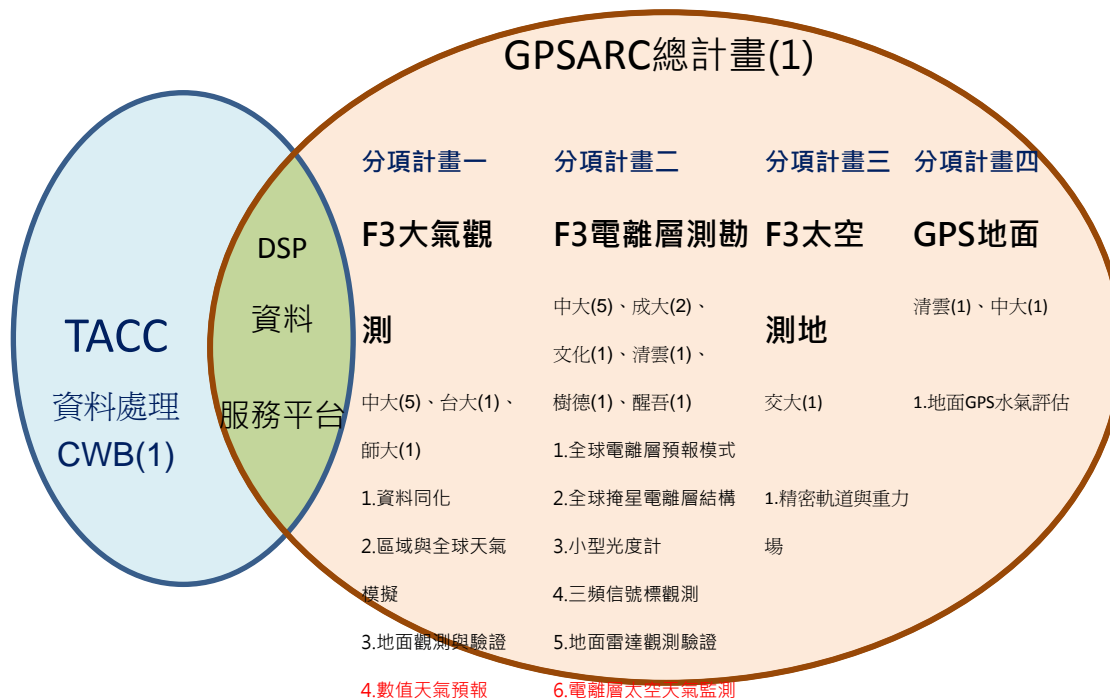 GPSARC總計畫(1)
TACC
資料處理
CWB(1)
DSP
資料
服務平台
分項計畫一
F3大氣觀
測
中大(5)、台大(1)、
師大(1)
1.資料同化
2.區域與全球天氣
模擬
3.地面觀測與驗證
4.數值天氣預報
分項計畫二
F3電離層測勘
中大(5)、成大(2)、
文化(1)、清雲(1)、
樹德(1)、醒吾(1)
1.全球電離層預報模式
2.全球掩星電離層結構
3.小型光度計
4.三頻信號標觀測
5.地面雷達觀測驗證
6.電離層太空天氣監測
分項計畫三
F3太空
測地
交大(1)
1.精密軌道與重力
場
分項計畫四
GPS地面
清雲(1)、中大(1)
1.地面GPS水氣評估